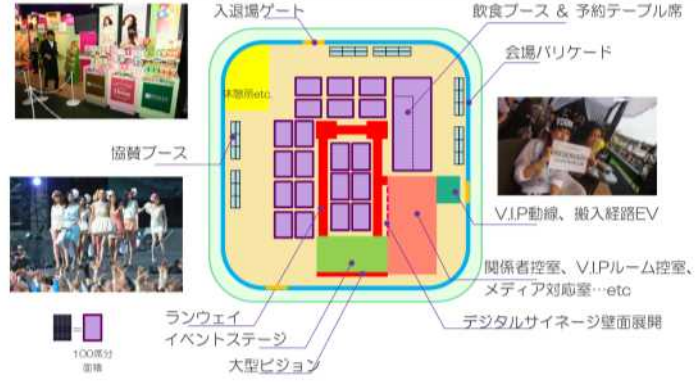 入退場ゲート
飲食ブース & 予約テーブル席
会場バリケード
休憩所etc.
協賛ブース
V.I.P動線、搬入経路EV
関係者控室、V.I.Pルーム控室、
メディア対応室…etc
デジタルサイネージ壁面展開
ランウェイ
イベントステージ
大型ビジョン
=
100席分
面積